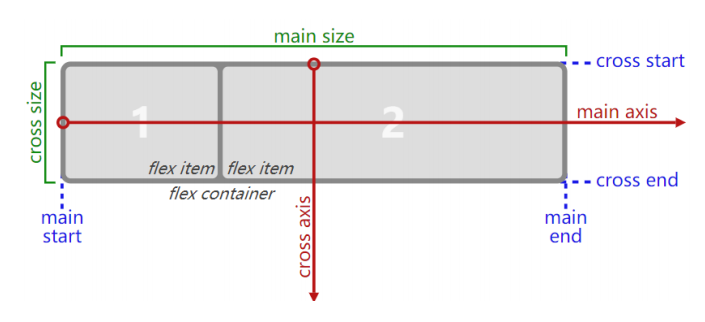 main size
cross start
cross size
1
2
main axis
flex item
flex item
cross end
flex container
main
start
cross axis
main
end